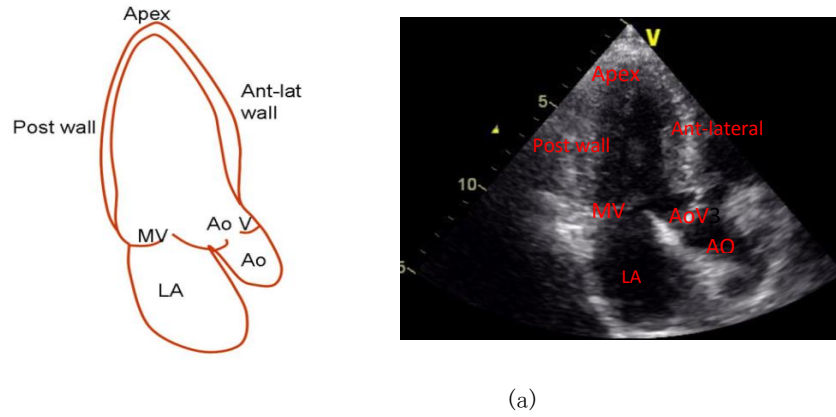 Apex
Ant-lat
wall
Post wall
MV
Ao V
Ao
LA
V
Apex
5
Ant-lateral
Post wall
10
MV
AoV3
AO
LA
5
(a)